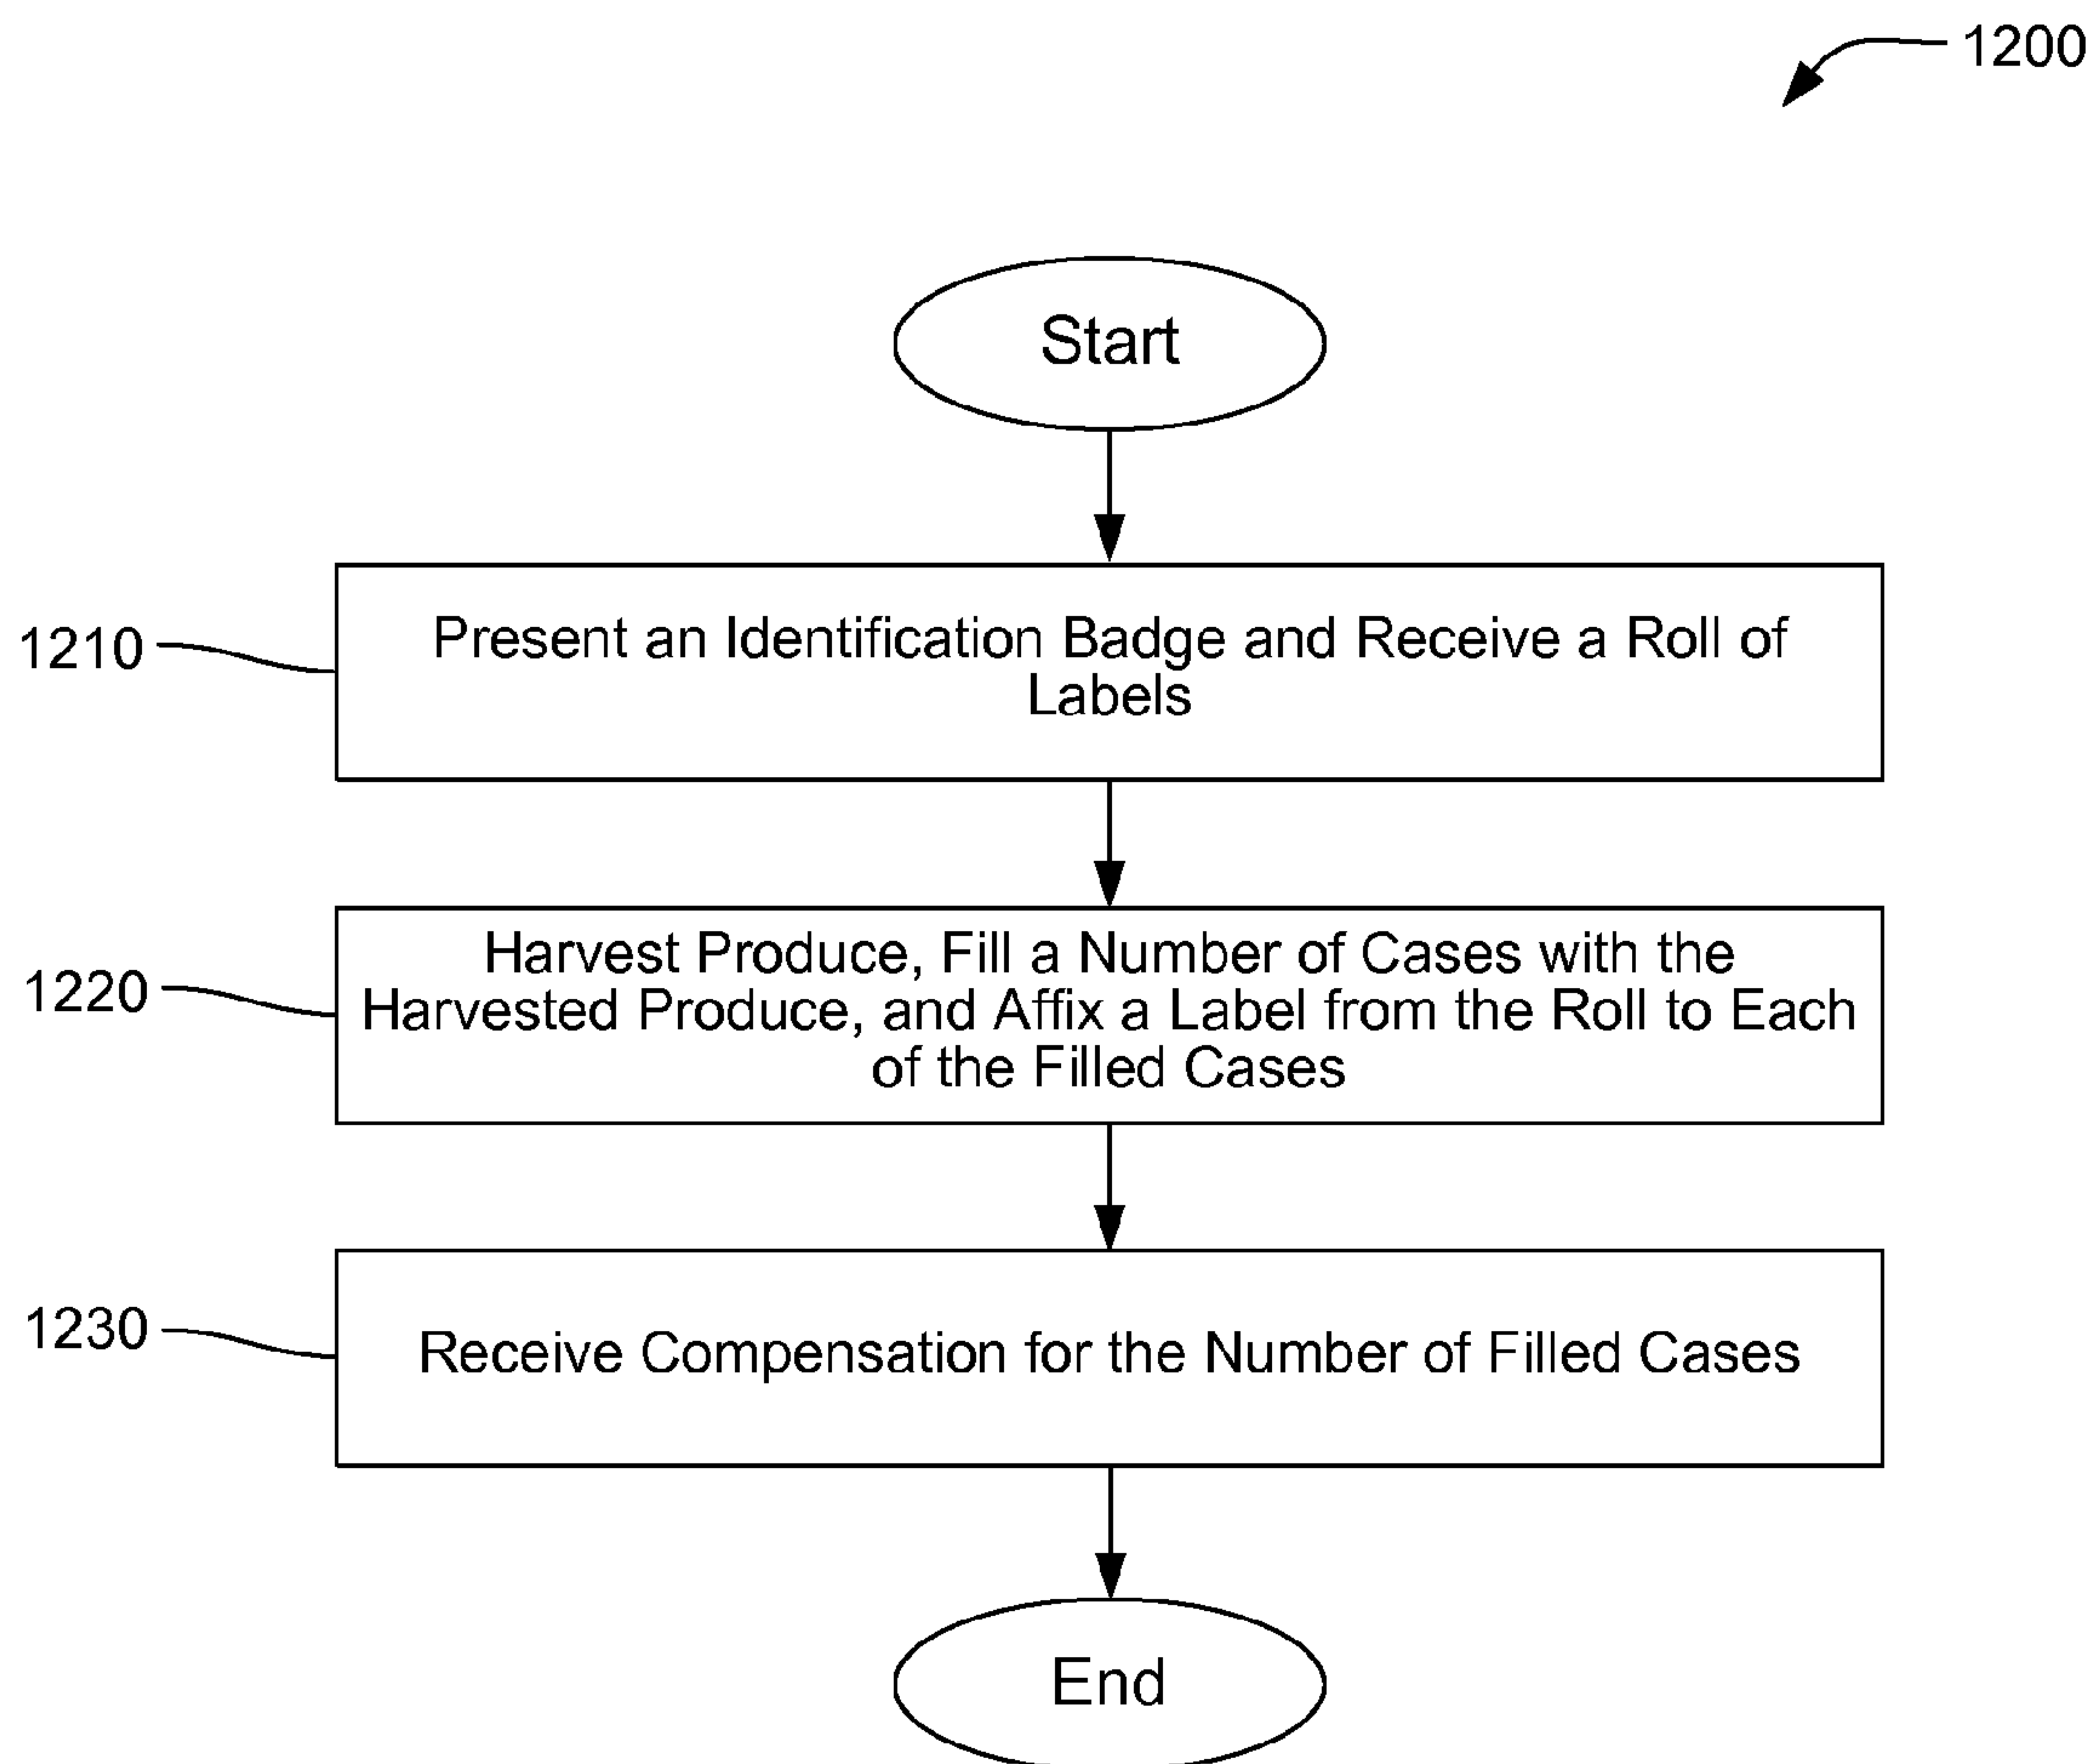 1200
Start
1210
Present an Identification Badge and Receive a Roll of
Labels
1220
Harvest Produce, Fill a Number of Cases with the
Harvested Produce, and Affix a Label from the Roll to Each
of the Filled Cases
1230
Receive Compensation for the Number of Filled Cases
End